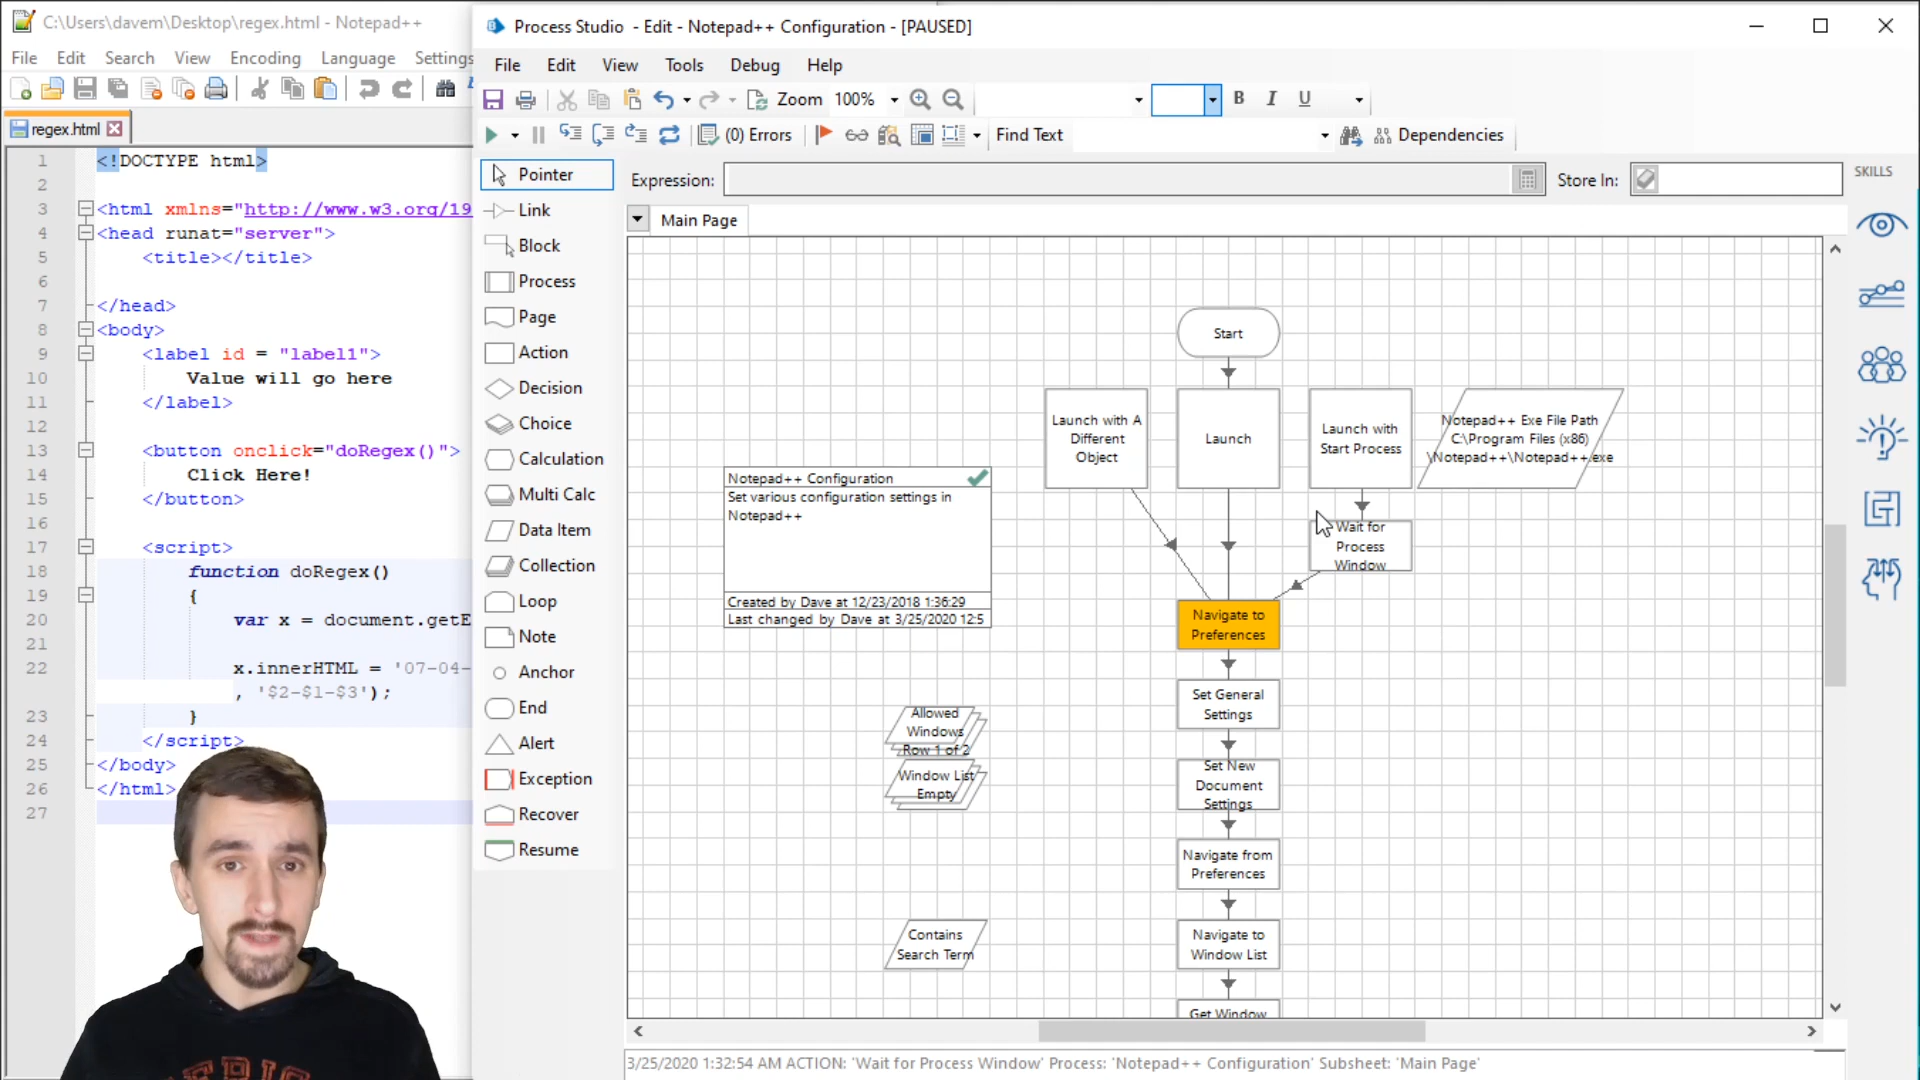 C:\Users\davem\Desktop\regex.html - Notepad++
File Edit Search View Encoding Language Settings
regex.html
1 <!DOCTYPE html>
2
3 <html xmlns="http://www.w3.org/19
4 <head runat="server">
5 <title></title>
6
7 </head>
8 <body>
9 <label id = "label1">
10 Value will go here
11 </label>
12
13 <button onclick="doRegex()">
14 Click Here!
15 </button>
16
17 <script>
18 function doRegex()
19 {
20 var x = document.getE
21
22 x.innerHTML = '07-04-
, '$2-$1-$3');
23 }
24 </script>
25 </body>
26 </html>
27
Process Studio - Edit - Notepad++ Configuration - [PAUSED]
File Edit View Tools Debug Help
Zoom 100% B I U
(0) Errors Find Text Dependencies
Pointer
Link
Block
Process
Page
Action
Decision
Choice
Calculation
Multi Calc
Data Item
Collection
Loop
Note
Anchor
End
Alert
Exception
Recover
Resume
Expression:
Store In:
SKILLS
Main Page
Start
Launch with A
Different
Object
Launch
Launch with
Start Process
Notepad++ Exe File Path
C:\Program Files (x86)
\Notepad++\Notepad++.exe
Notepad++ Configuration
Set various configuration settings in
Notepad++
Created by Dave at 12/23/2018 1:36:29
Last changed by Dave at 3/25/2020 12:5
Wait for
Process
Window
Navigate to
Preferences
Set General
Settings
Allowed
Windows
Row 1 of 2
Window List
Empty
Set New
Document
Settings
Navigate from
Preferences
Contains
Search Term
Navigate to
Window List
Get Window
3/25/2020 1:32:54 AM ACTION: 'Wait for Process Window' Process: 'Notepad++ Configuration' Subsheet: 'Main Page'